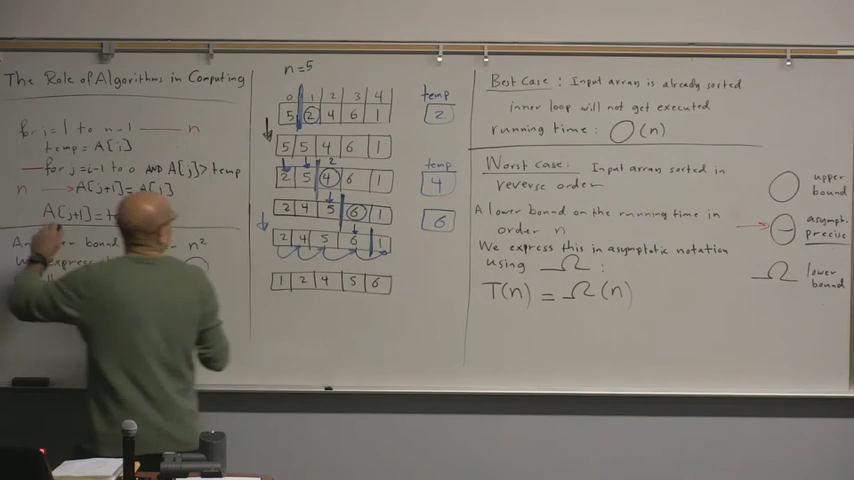 The Role of Algorithms in Computing
for i=1 to n-1 n
temp = A[i]
for j=i-1 to 0 AND A[j]> temp
n A[j+1]=A[j]
A[j+1]=
bound n²
n=5
0 1 2 3 4
5 2 4 6 1
5 5 4 6 1
2
2 5 4 6 1
2 4 5 6 1
2 4 5 6 1
1 2 4 5 6
temp
2
temp
4
6
Best Case : Input array is already sorted
inner loop will not get executed
running time : O(n)
Worst Case: Input array sorted in
reverse order
A lower bound on the running time in
order n
We express this in asymptotic notation
using Ω :
T(n) = Ω(n)
O upper
bound
Θ asympt.
precise
Ω lower
bound